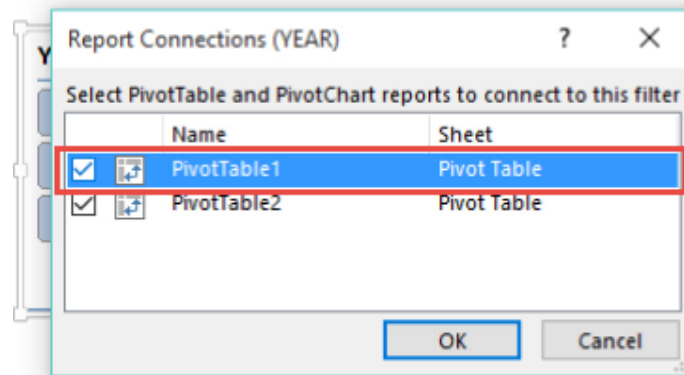 Y
Report Connections (YEAR) ? ×
Select PivotTable and PivotChart reports to connect to this filter
Name Sheet
PivotTable1 Pivot Table
PivotTable2 Pivot Table
OK Cancel